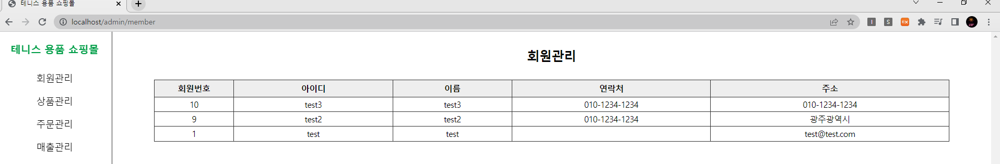 테니스 용품 쇼핑몰
localhost/admin/member
테니스 용품 쇼핑몰
회원관리
상품관리
주문관리
매출관리
회원관리
회원번호 아이디 이름 연락처 주소
10 test3 test3 010-1234-1234 010-1234-1234
9 test2 test2 010-1234-1234 광주광역시
1 test test test@test.com